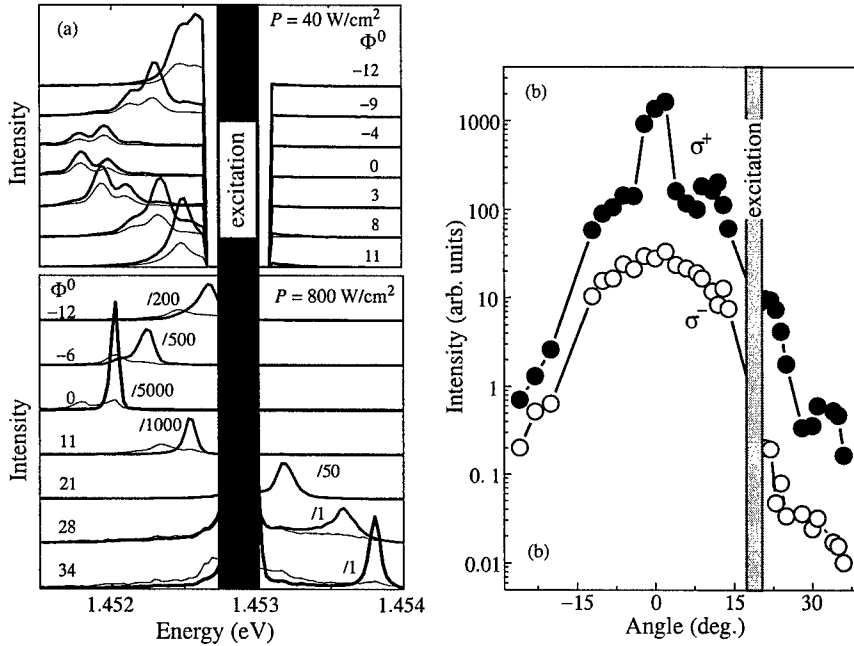 (a)
P = 40 W/cm²
Φ⁰
−12
−9
−4
0
3
8
11
excitation
Intensity
Φ⁰
P = 800 W/cm²
−12
/200
−6
/500
0
/5000
11
/1000
21
/50
28
/1
34
/1
Intensity
1.452
1.453
1.454
Energy (eV)
(b)
σ⁺
σ⁻
excitation
1000
100
10
1
0.1
0.01
Intensity (arb. units)
(b)
−15
0
15
30
Angle (deg.)